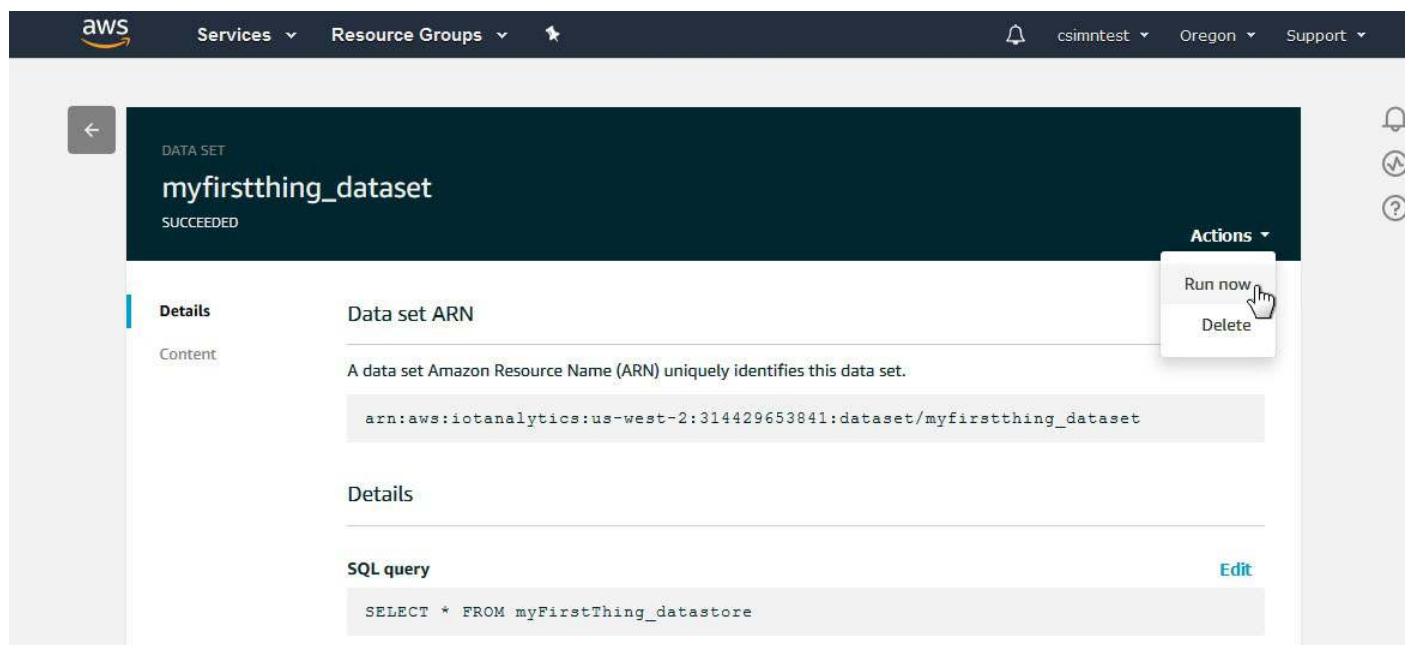 aws Services Resource Groups csimntest Oregon Support
DATA SET
myfirstthing_dataset
SUCCEEDED
Actions
Run now
Delete
Details
Content
Data set ARN
A data set Amazon Resource Name (ARN) uniquely identifies this data set.
arn:aws:iotanalytics:us-west-2:314429653841:dataset/myfirstthing_dataset
Details
SQL query Edit
SELECT * FROM myFirstThing_datastore